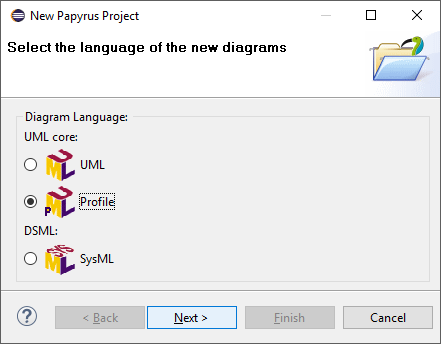 New Papyrus Project
Select the language of the new diagrams
Diagram Language:
UML core:
UML
Profile
DSML:
SysML
? < Back Next > Finish Cancel